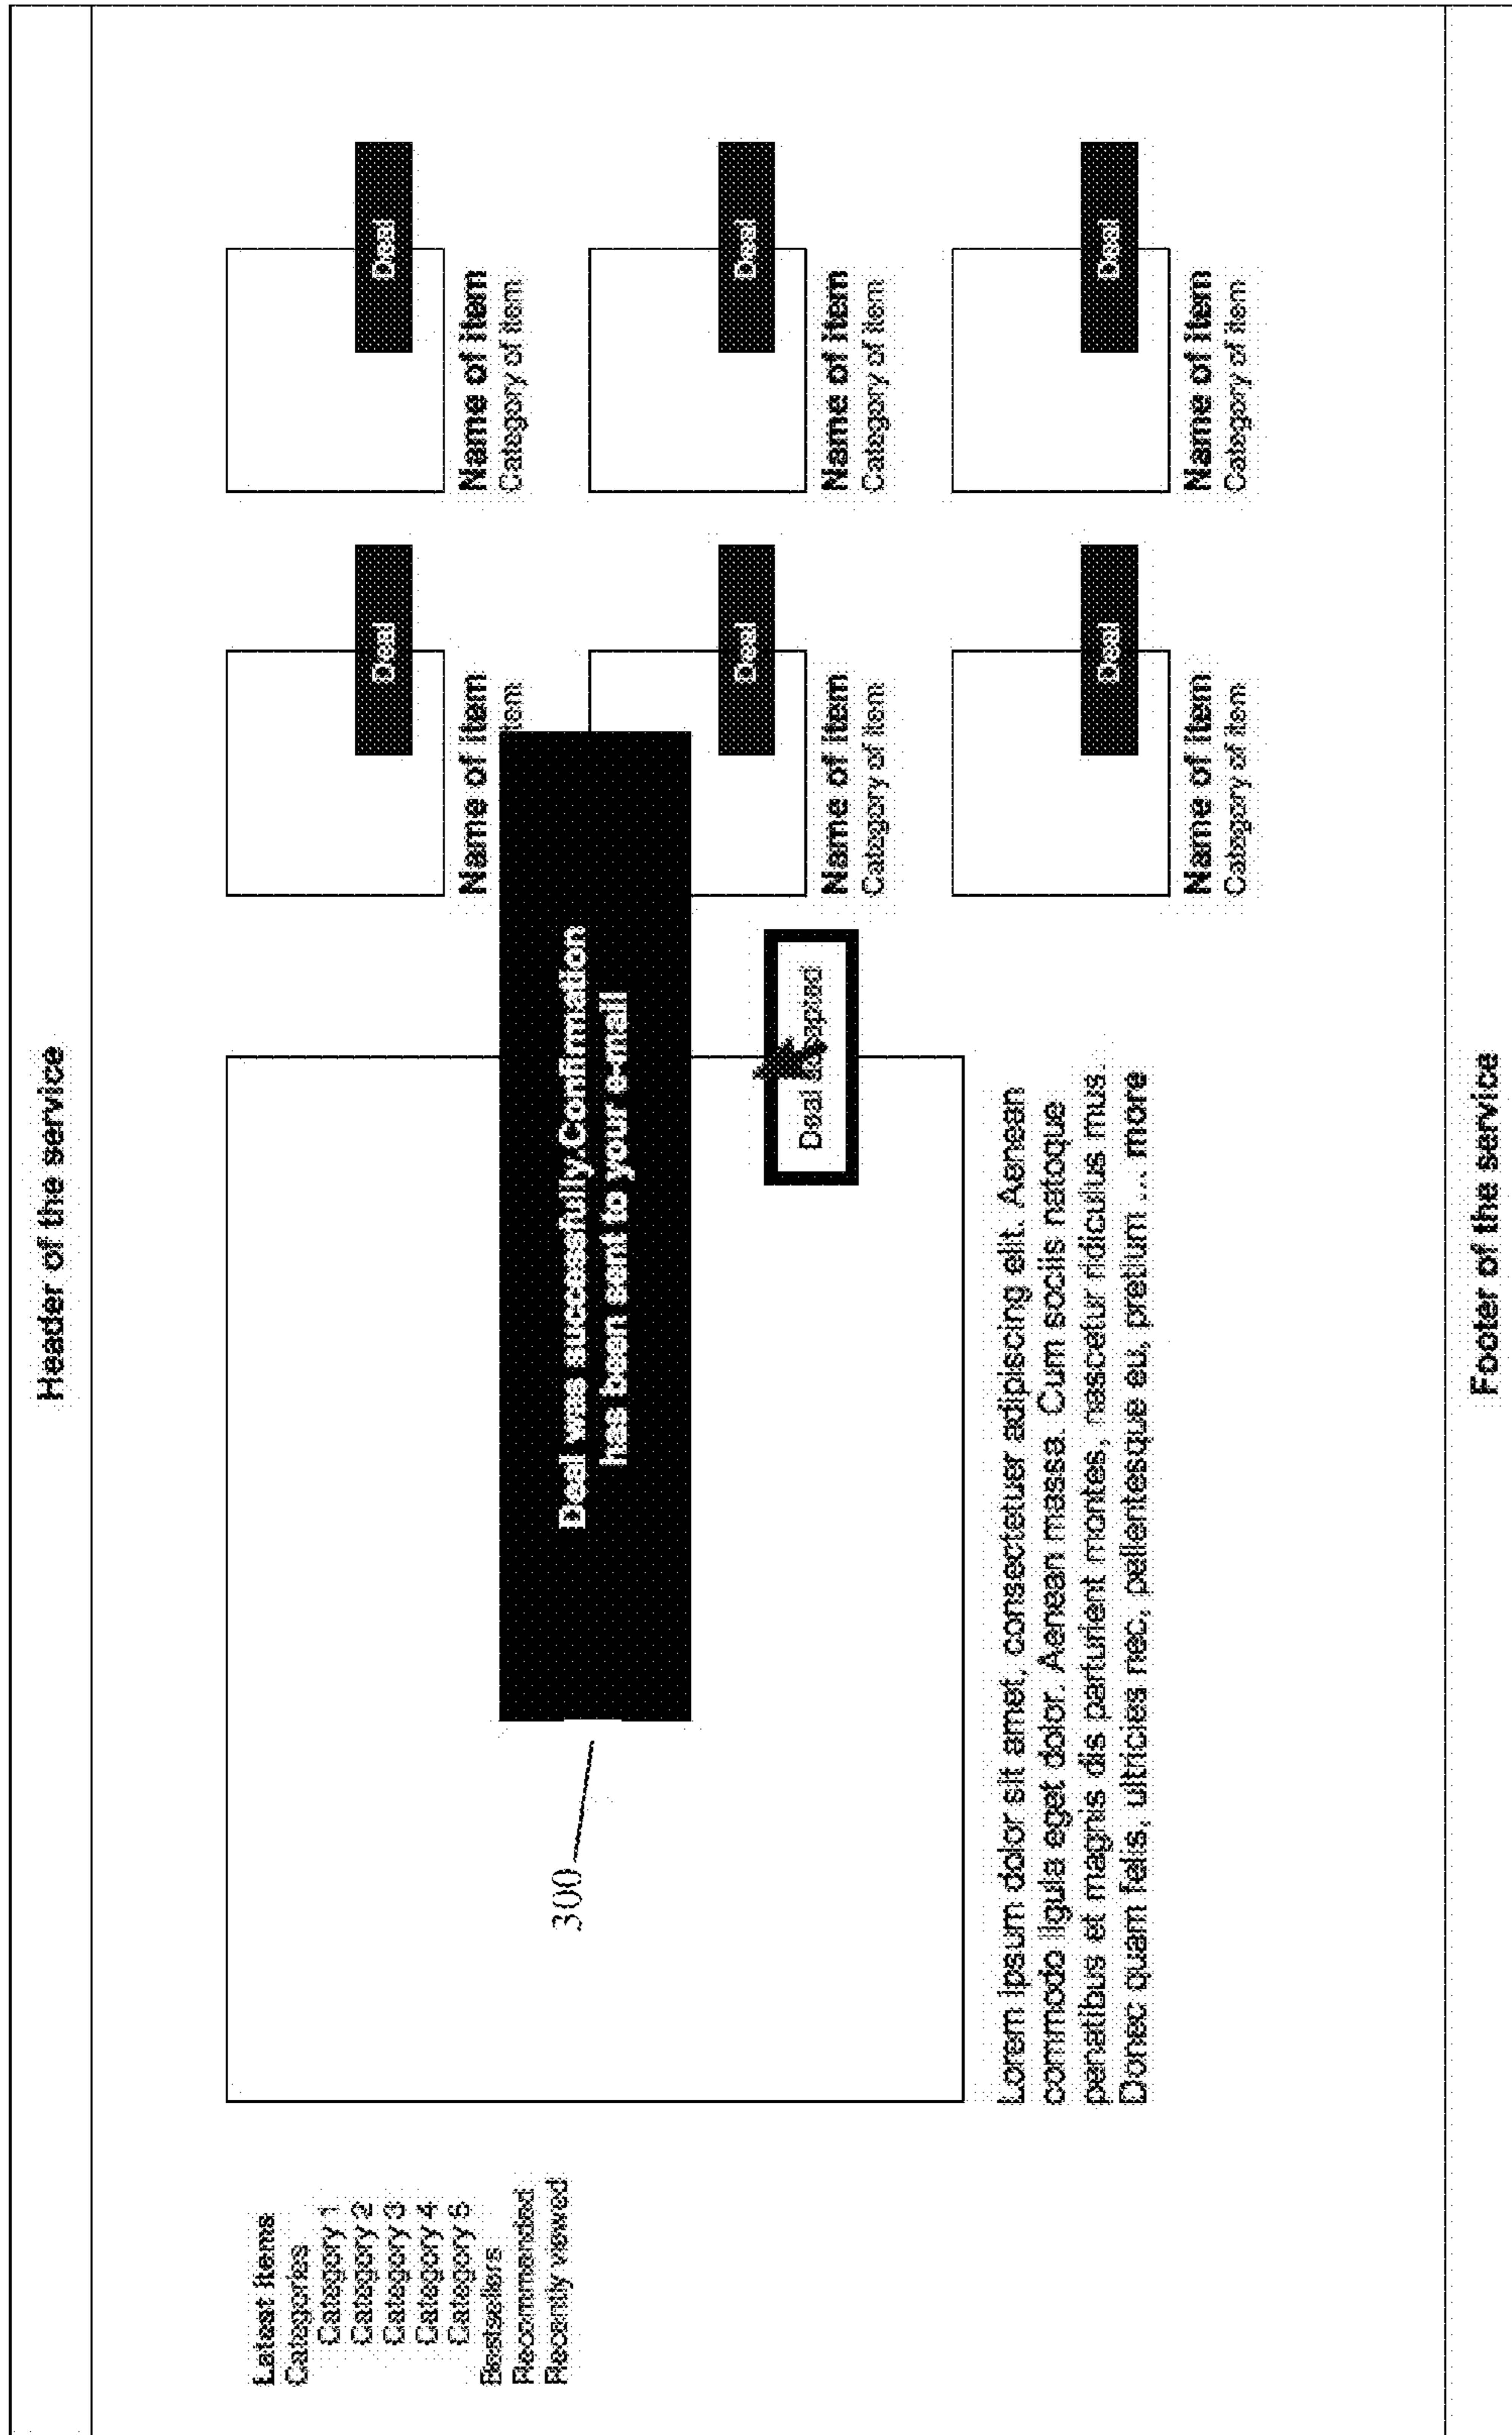 Header of the service
Latest items
Categories
Category 1
Category 2
Category 3
Category 4
Category 5
Bestsellers
Recommended
Recently viewed
300
Deal was successfully.Confirmation
has been sent to your e-mail
Deal accepted
Lorem ipsum dolor sit amet, consectetuer adipiscing elit. Aenean
commodo ligula eget dolor. Aenean massa. Cum sociis natoque
penatibus et magnis dis parturient montes, nascetur ridiculus mus.
Donec quam felis, ultricies nec, pellentesque eu, pretium ... more
Deal
Name of item
item
Deal
Name of item
Category of item
Deal
Name of item
Category of item
Deal
Name of item
Category of item
Deal
Name of item
Category of item
Deal
Name of item
Category of item
Footer of the service